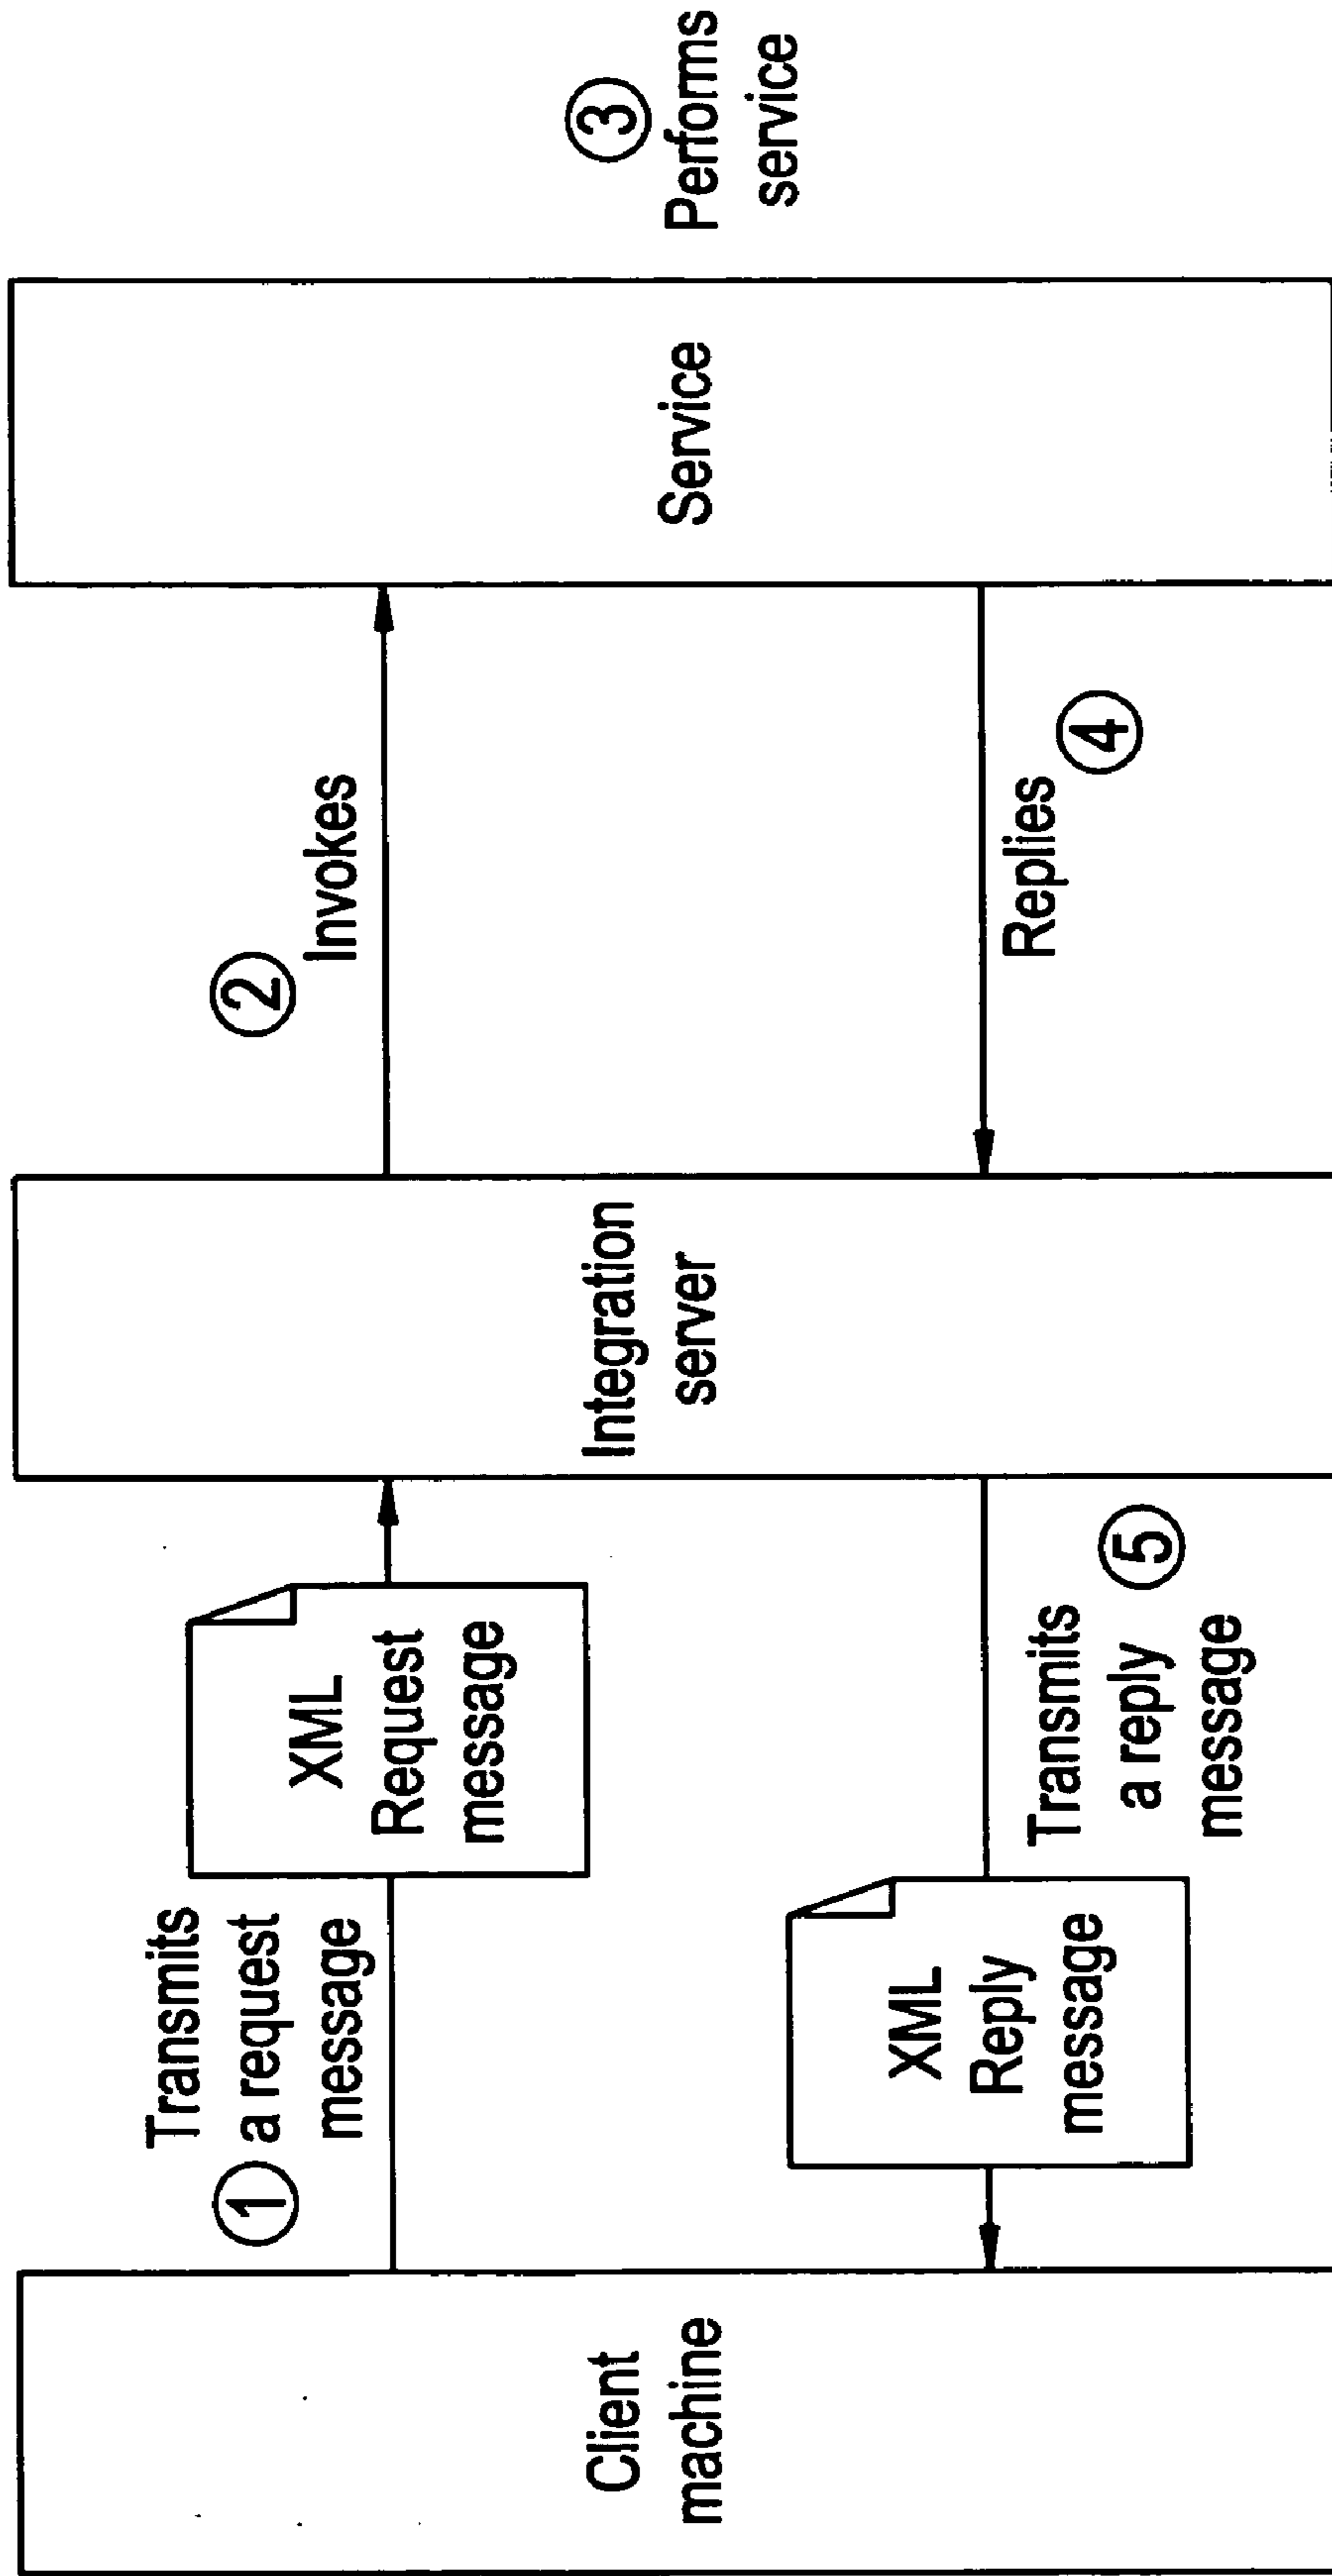 Client
machine
1
Transmits
a request
message
XML
Request
message
Integration
server
2
Invokes
Service
3
Performs
service
Replies
4
Transmits
a reply
message
5
XML
Reply
message